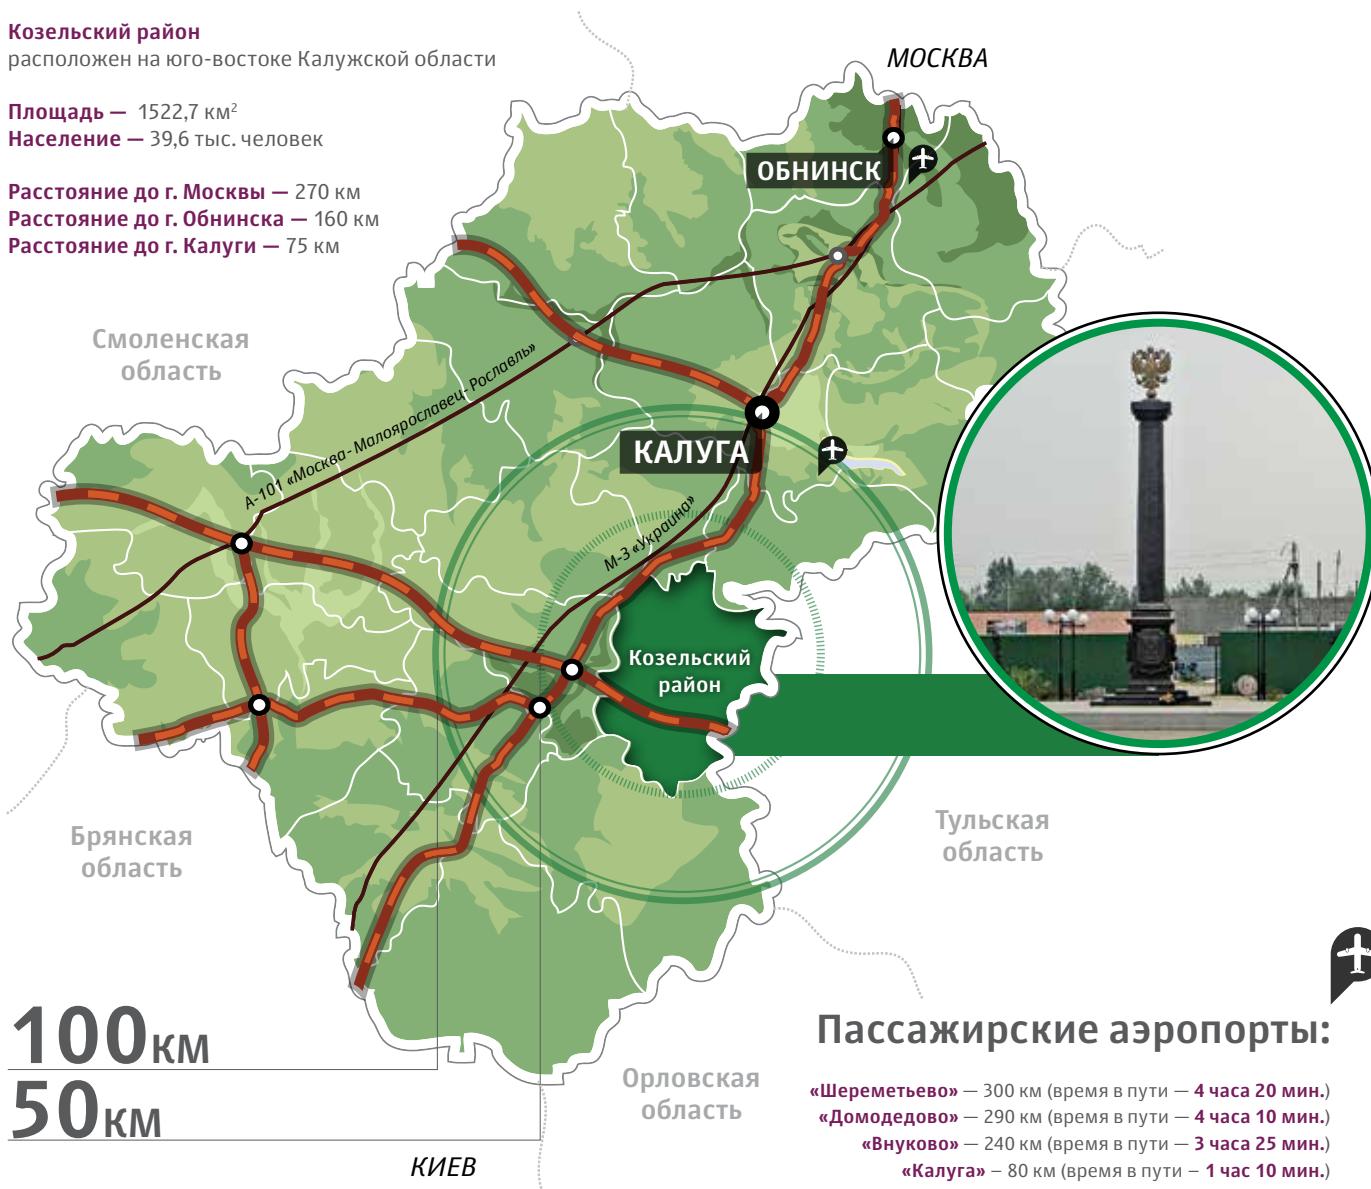 Козельский район
расположен на юго-востоке Калужской области
Площадь — 1522,7 км²
Население — 39,6 тыс. человек
Расстояние до г. Москвы — 270 км
Расстояние до г. Обнинска — 160 км
Расстояние до г. Калуги — 75 км
МОСКВА
ОБНИНСК
Смоленская
область
А-101 «Москва-Малоярославец-Рославль»
КАЛУГА
М-3 «Украина»
Козельский
район
Брянская
область
Тульская
область
100км
50км
Орловская
область
КИЕВ
Пассажирские аэропорты:
«Шереметьево» — 300 км (время в пути — 4 часа 20 мин.)
«Домодедово» — 290 км (время в пути — 4 часа 10 мин.)
«Внуково» — 240 км (время в пути — 3 часа 25 мин.)
«Калуга» – 80 км (время в пути – 1 час 10 мин.)